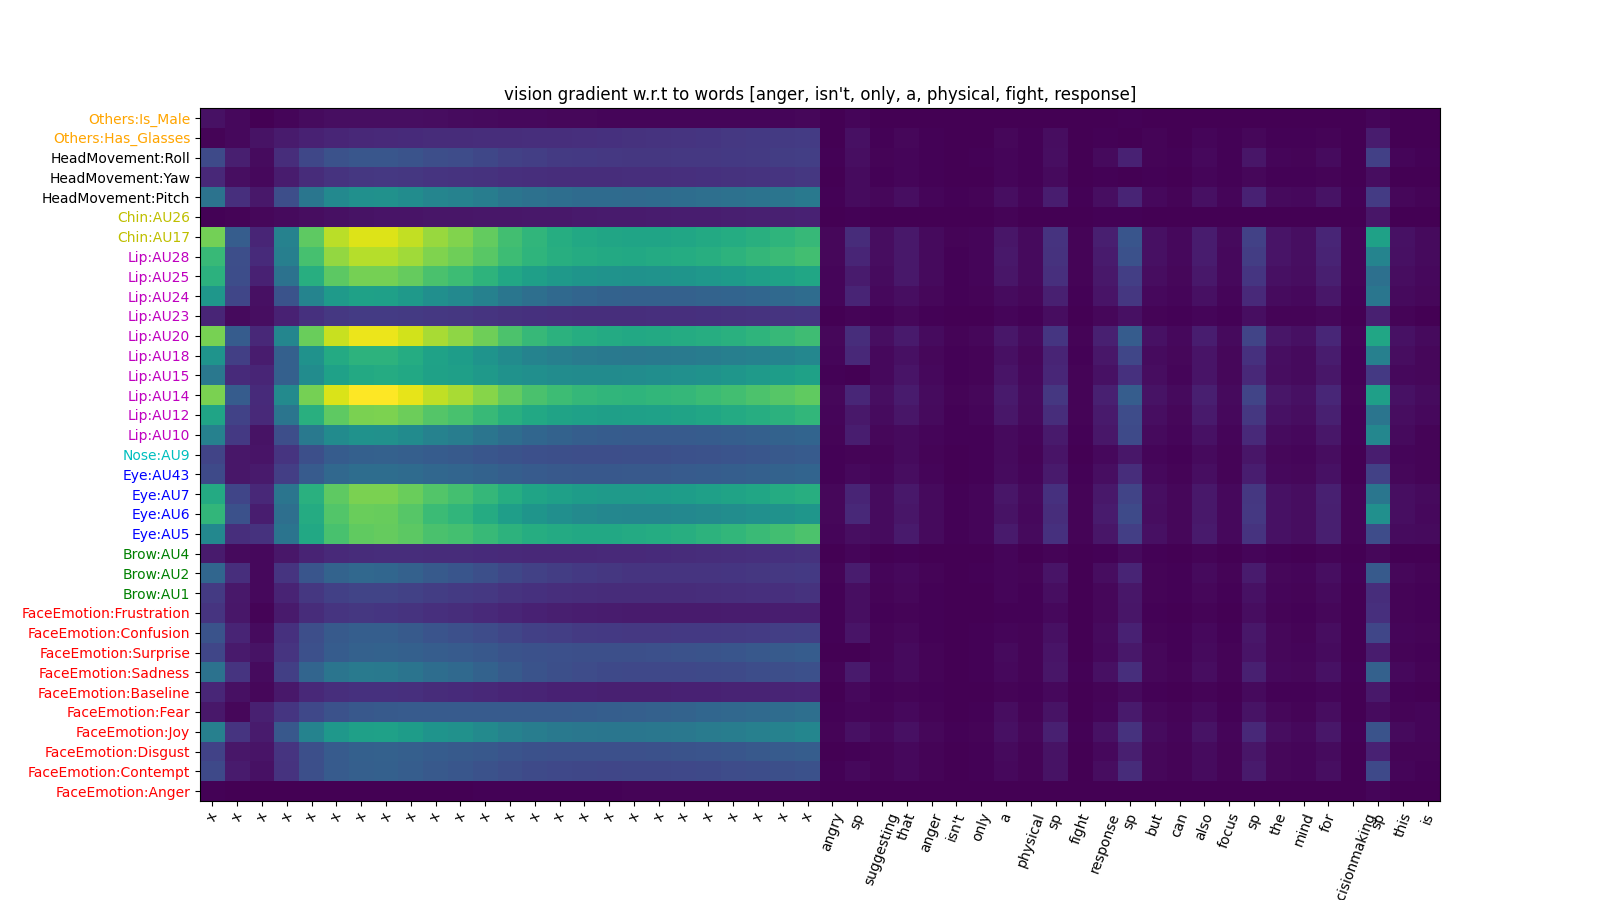 vision gradient w.r.t to words [anger, isn't, only, a, physical, fight, response]
Others:Is_Male
Others:Has_Glasses
HeadMovement:Roll
HeadMovement:Yaw
HeadMovement:Pitch
Chin:AU26
Chin:AU17
Lip:AU28
Lip:AU25
Lip:AU24
Lip:AU23
Lip:AU20
Lip:AU18
Lip:AU15
Lip:AU14
Lip:AU12
Lip:AU10
Nose:AU9
Eye:AU43
Eye:AU7
Eye:AU6
Eye:AU5
Brow:AU4
Brow:AU2
Brow:AU1
FaceEmotion:Frustration
FaceEmotion:Confusion
FaceEmotion:Surprise
FaceEmotion:Sadness
FaceEmotion:Baseline
FaceEmotion:Fear
FaceEmotion:Joy
FaceEmotion:Disgust
FaceEmotion:Contempt
FaceEmotion:Anger
x x x x x x x x x x x x x x x x x x x x x x x x x angry sp suggesting that anger isn't only a physical sp fight response sp but can also focus sp the mind for cisionmaking sp this is